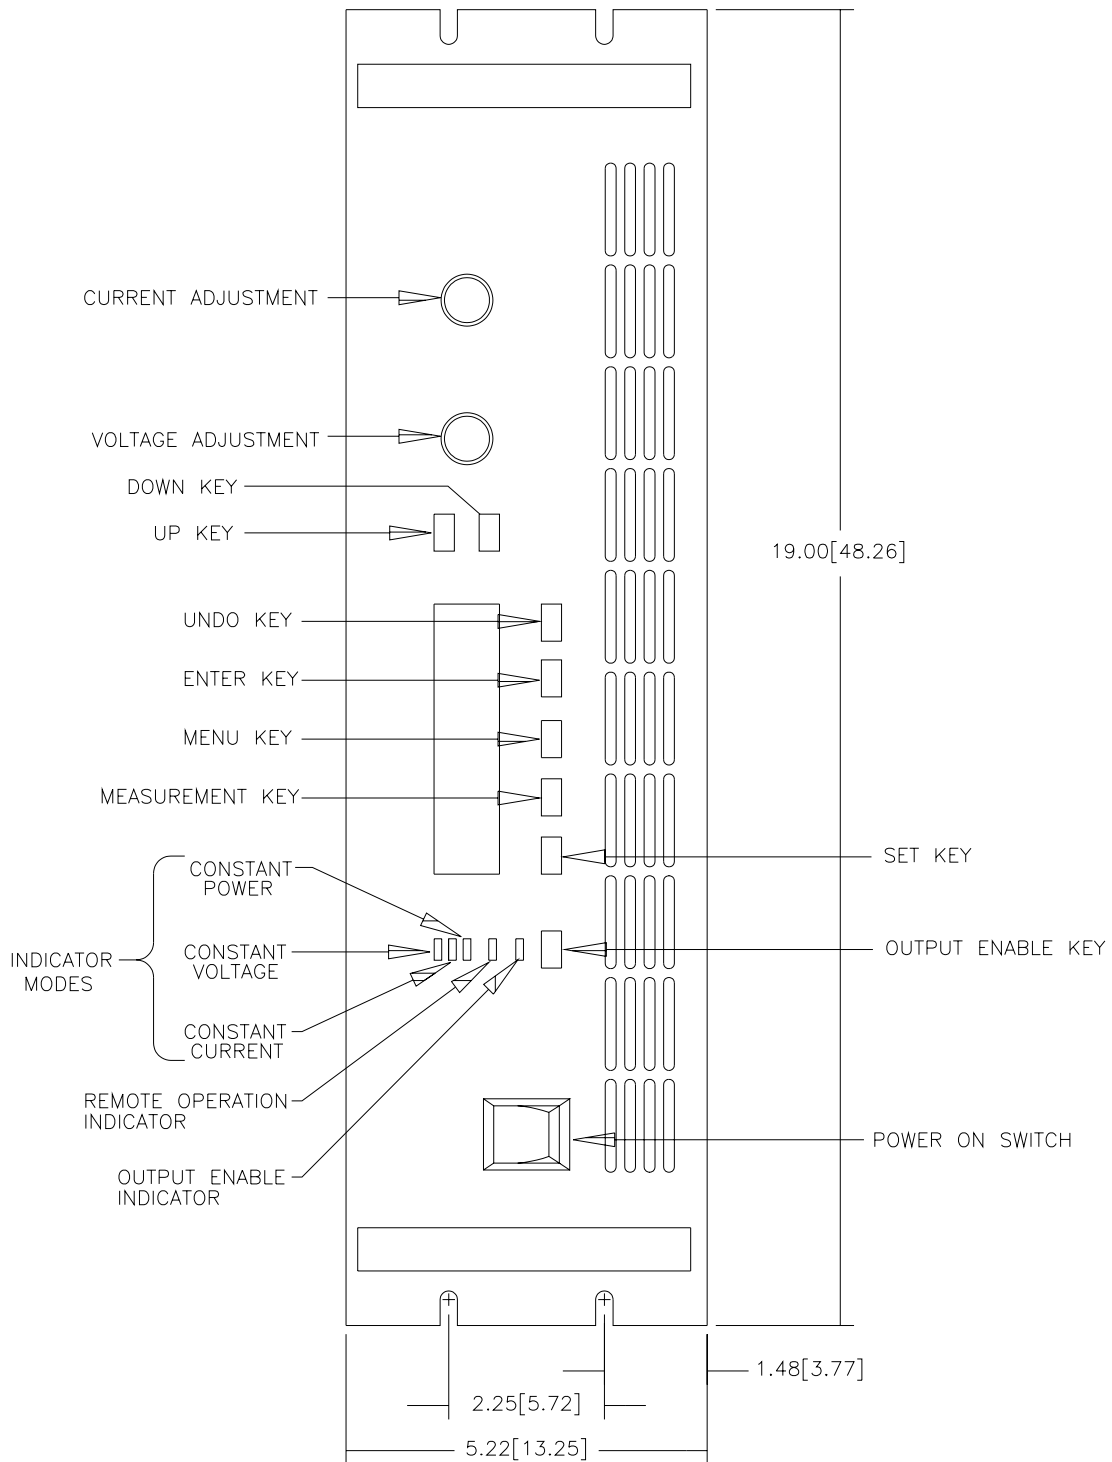 CURRENT ADJUSTMENT
VOLTAGE ADJUSTMENT
DOWN KEY
UP KEY
19.00[48.26]
UNDO KEY
ENTER KEY
MENU KEY
MEASUREMENT KEY
SET KEY
CONSTANT
POWER
OUTPUT ENABLE KEY
CONSTANT
VOLTAGE
INDICATOR
MODES
CONSTANT
CURRENT
REMOTE OPERATION
INDICATOR
POWER ON SWITCH
OUTPUT ENABLE
INDICATOR
1.48[3.77]
2.25[5.72]
5.22[13.25]